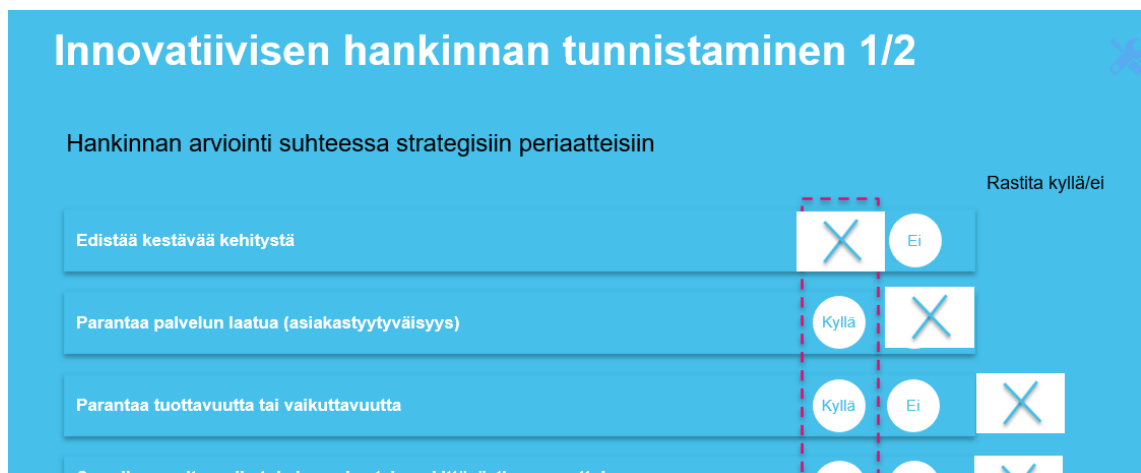 Innovatiivisen hankinnan tunnistaminen 1/2
Hankinnan arviointi suhteessa strategisiin periaatteisiin
Rastita kyllä/ei
Edistää kestävää kehitystä
Ei
Parantaa palvelun laatua (asiakastyytyväisyys)
Kyllä
Parantaa tuottavuutta tai vaikuttavuutta
Kyllä Ei